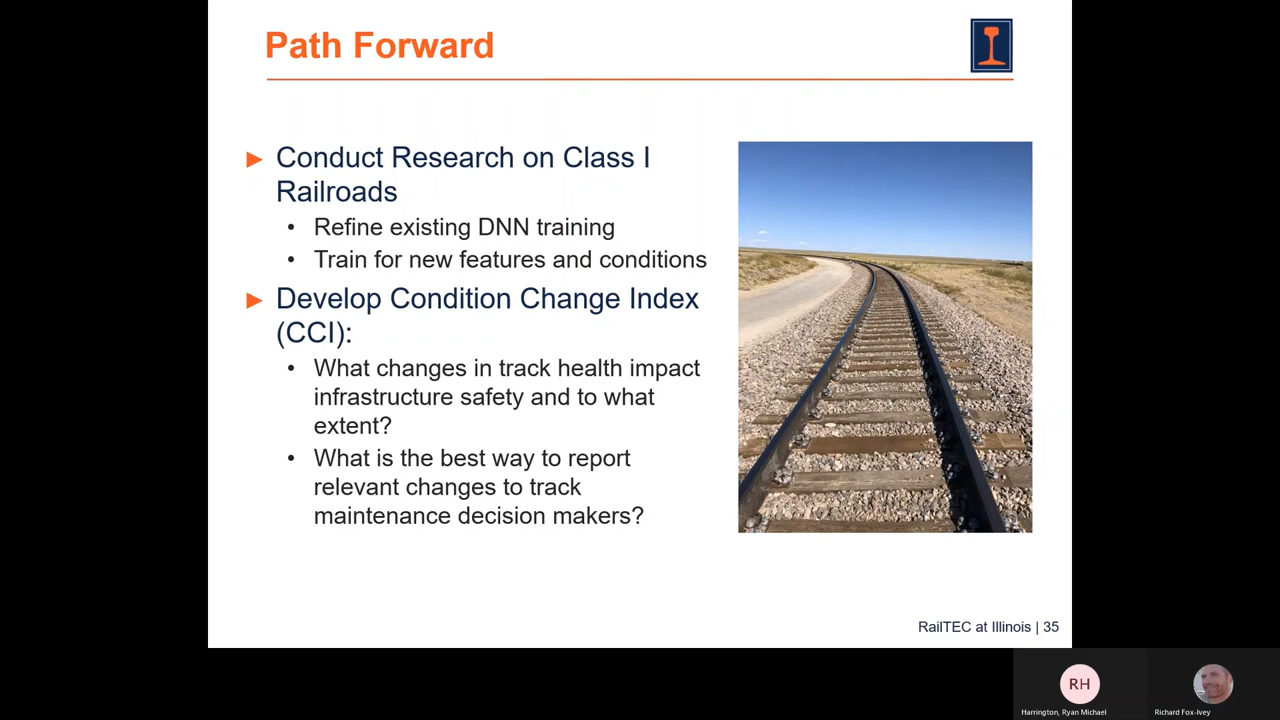 Path Forward
Conduct Research on Class I
Railroads
• Refine existing DNN training
• Train for new features and conditions
Develop Condition Change Index
(CCI):
• What changes in track health impact
infrastructure safety and to what
extent?
• What is the best way to report
relevant changes to track
maintenance decision makers?
RailTEC at Illinois | 35
RH
Harrington, Ryan Michael
Richard Fox-Ivey